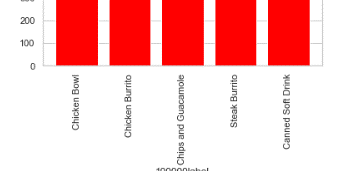 200
100
0
Chicken Bowl
Chicken Burrito
Chips and Guacamole
Steak Burrito
Canned Soft Drink